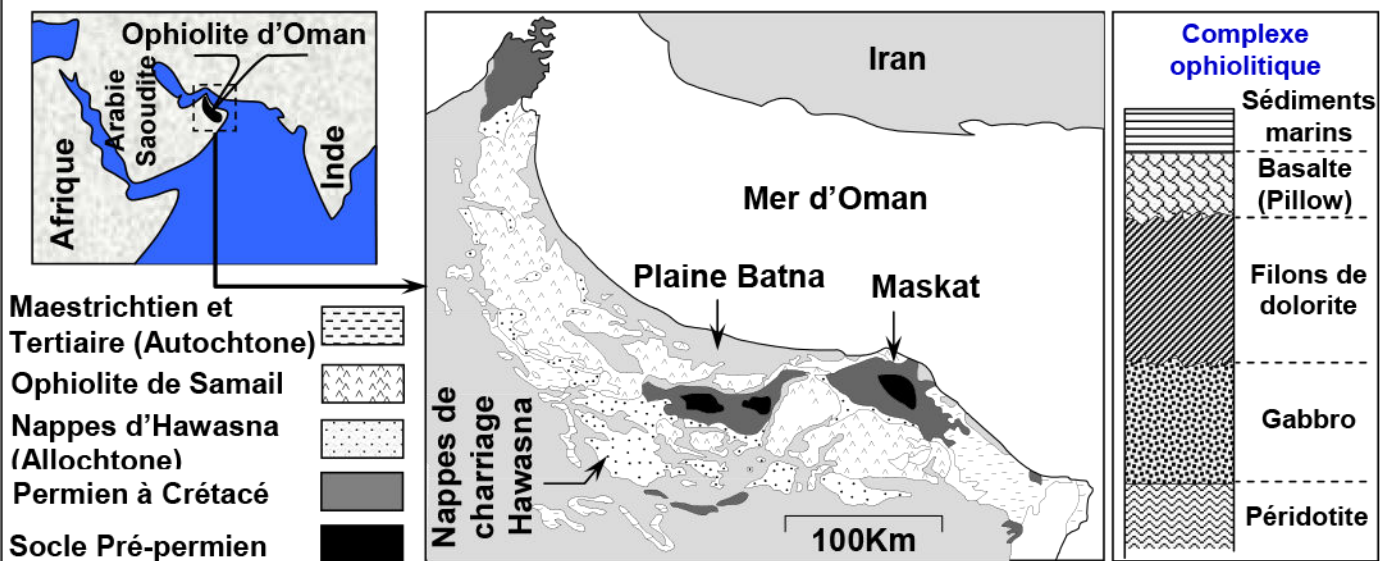 Ophiolite d'Oman
Arabie
Saoudite
Afrique
Inde
Maestrichtien et
Tertiaire (Autochtone)
Ophiolite de Samail
Nappes d'Hawasna
(Allochtone)
Permien à Crétacé
Socle Pré-permien
Iran
Mer d'Oman
Plaine Batna
Maskat
Nappes de
charriage
Hawasna
100Km
Complexe
ophiolitique
Sédiments
marins
Basalte
(Pillow)
Filons de
dolorite
Gabbro
Péridotite